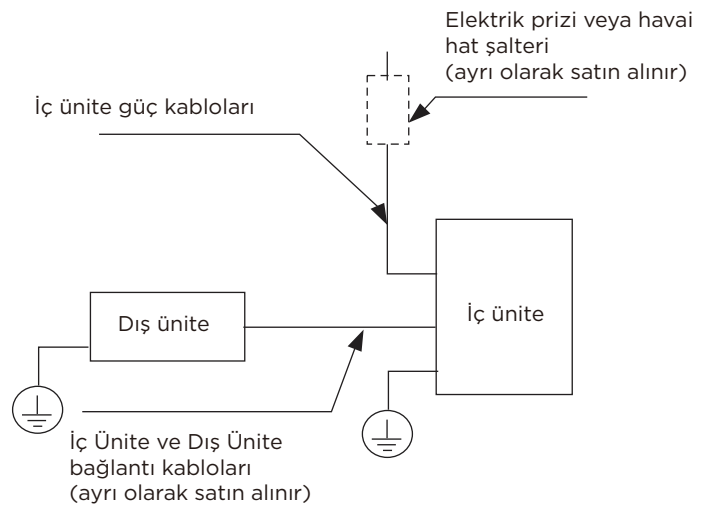 Elektrik prizi veya havai
hat şalteri
(ayrı olarak satın alınır)
İç ünite güç kabloları
İç ünite
Dış ünite
İç Ünite ve Dış Ünite
bağlantı kabloları
(ayrı olarak satın alınır)